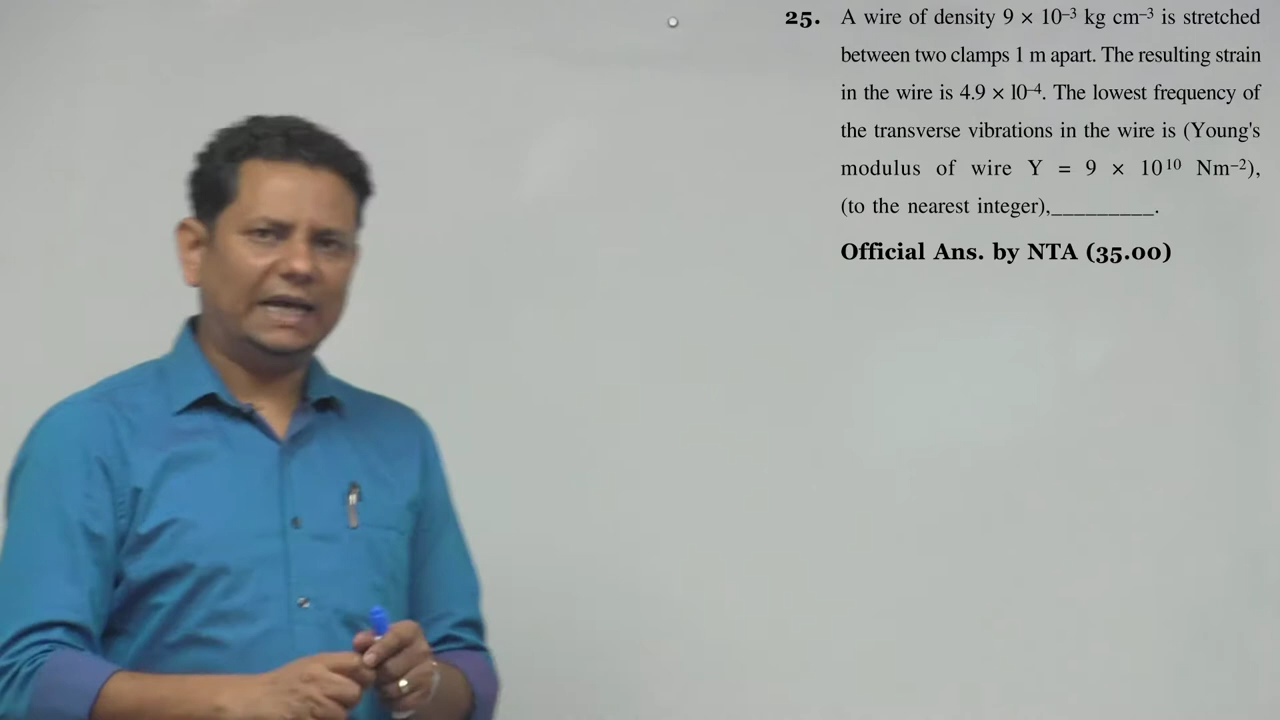 25. A wire of density 9 × 10⁻³ kg cm⁻³ is stretched
between two clamps 1 m apart. The resulting strain
in the wire is 4.9 × 10⁻⁴. The lowest frequency of
the transverse vibrations in the wire is (Young's
modulus of wire Y = 9 × 10¹⁰ Nm⁻²),
(to the nearest integer),_________.
Official Ans. by NTA (35.00)